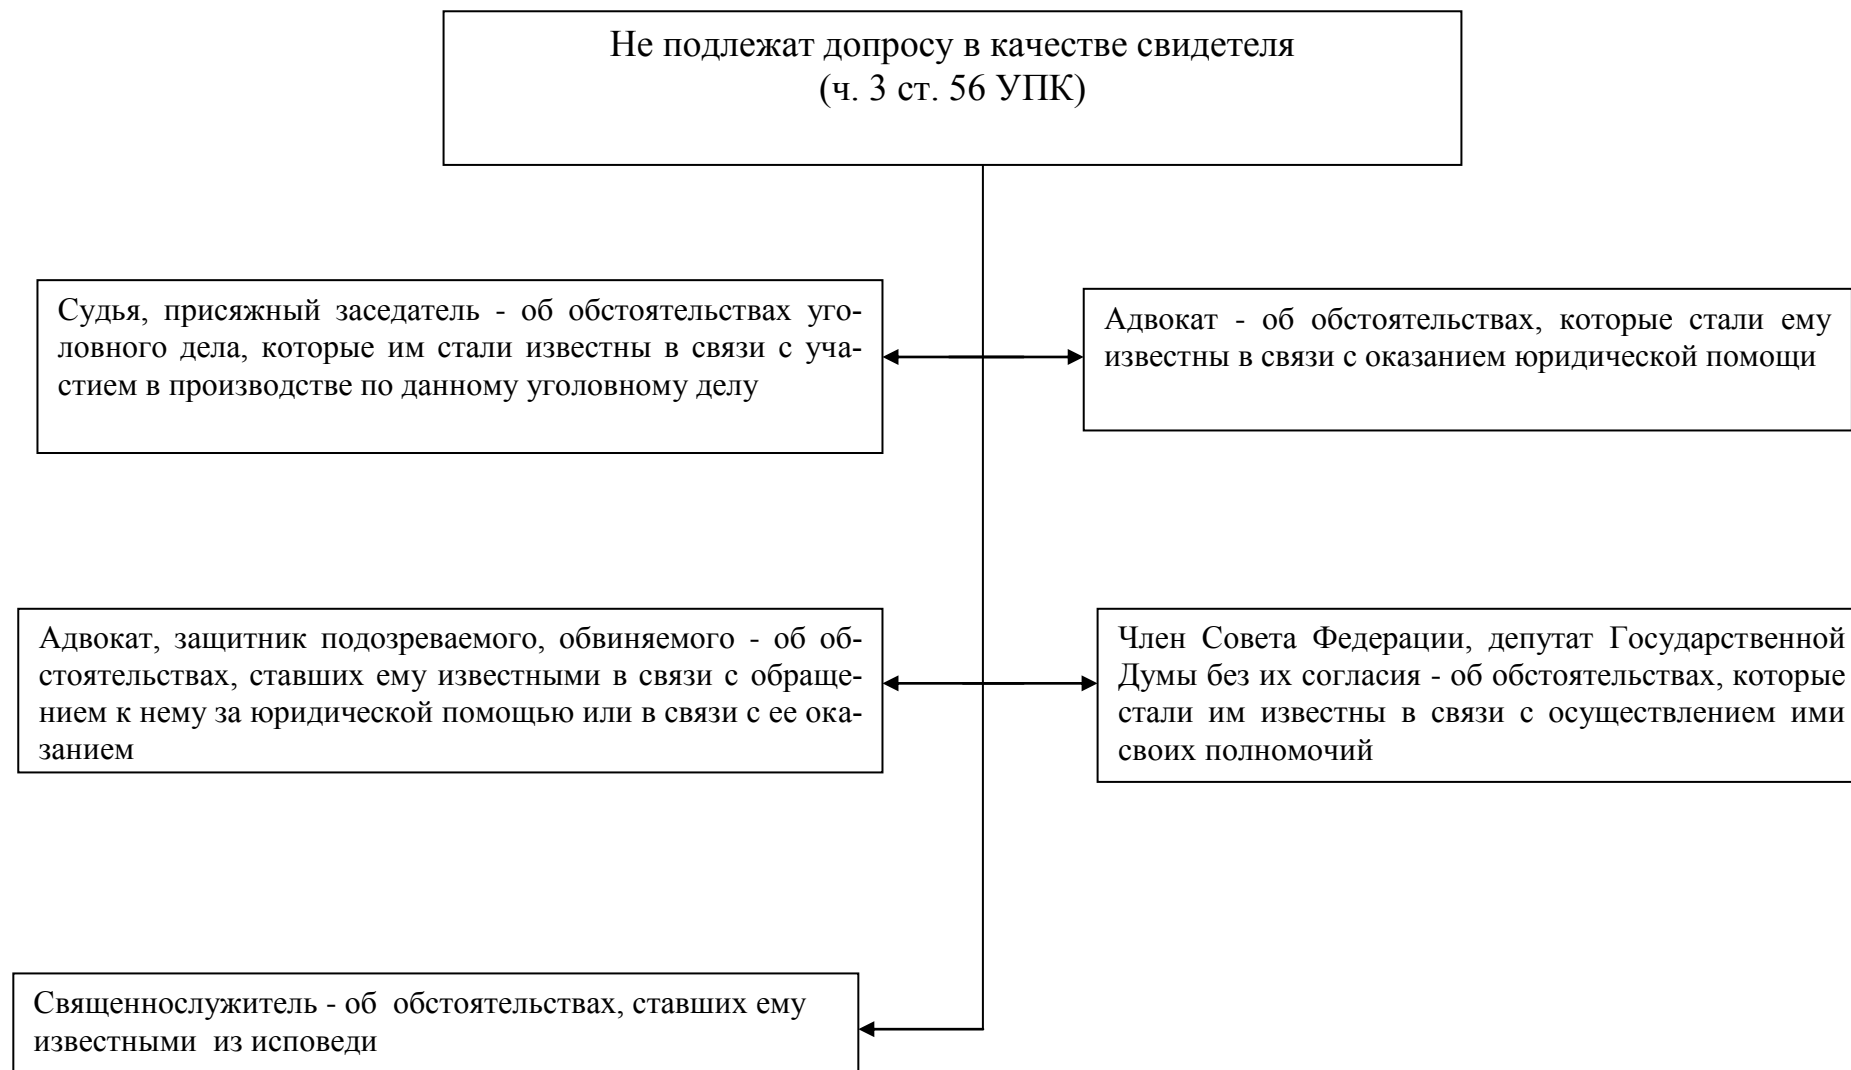 Не подлежат допросу в качестве свидетеля
(ч. 3 ст. 56 УПК)
Судья, присяжный заседатель - об обстоятельствах уго-
ловного дела, которые им стали известны в связи с уча-
стием в производстве по данному уголовному делу
Адвокат - об обстоятельствах, которые стали ему
известны в связи с оказанием юридической помощи
Адвокат, защитник подозреваемого, обвиняемого - об об-
стоятельствах, ставших ему известными в связи с обраще-
нием к нему за юридической помощью или в связи с ее ока-
занием
Член Совета Федерации, депутат Государственной
Думы без их согласия - об обстоятельствах, которые
стали им известны в связи с осуществлением ими
своих полномочий
Священнослужитель - об обстоятельствах, ставших ему
известными из исповеди